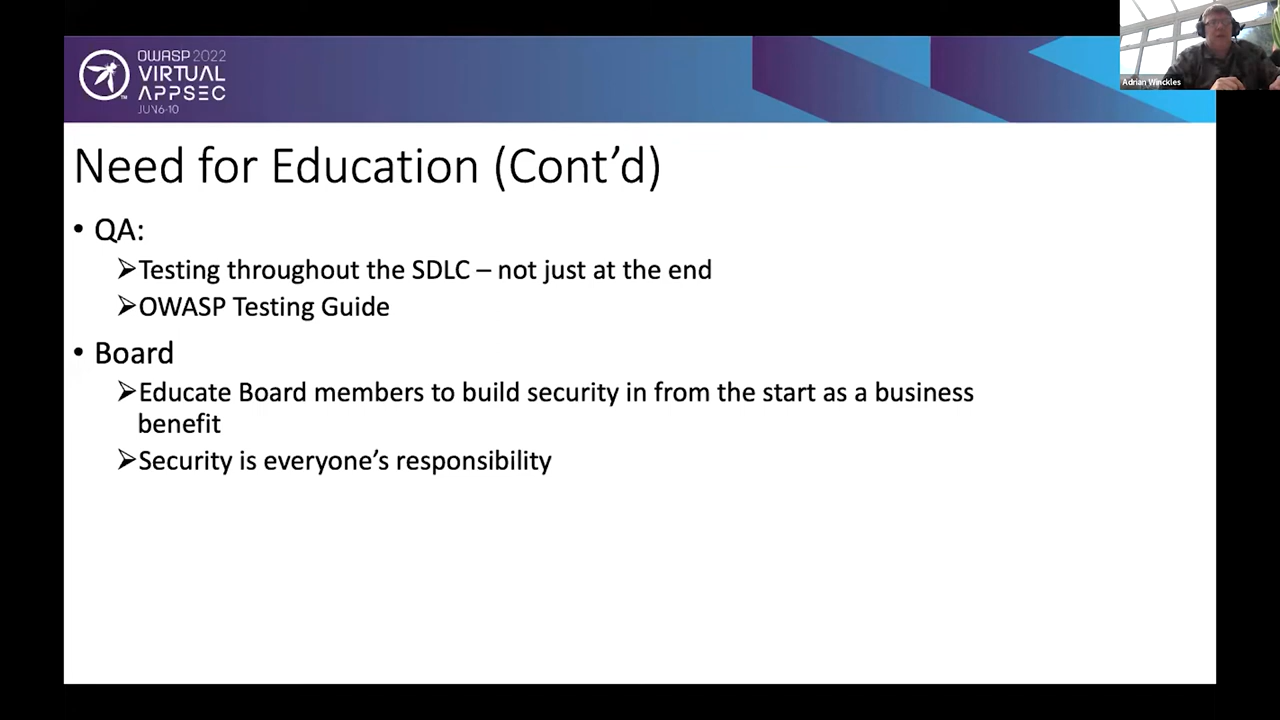 OWASP 2022
VIRTUAL
APPSEC
JUN 6-10
Adrian Winckles
Need for Education (Cont’d)
• QA:
➢Testing throughout the SDLC – not just at the end
➢OWASP Testing Guide
• Board
➢Educate Board members to build security in from the start as a business
benefit
➢Security is everyone’s responsibility